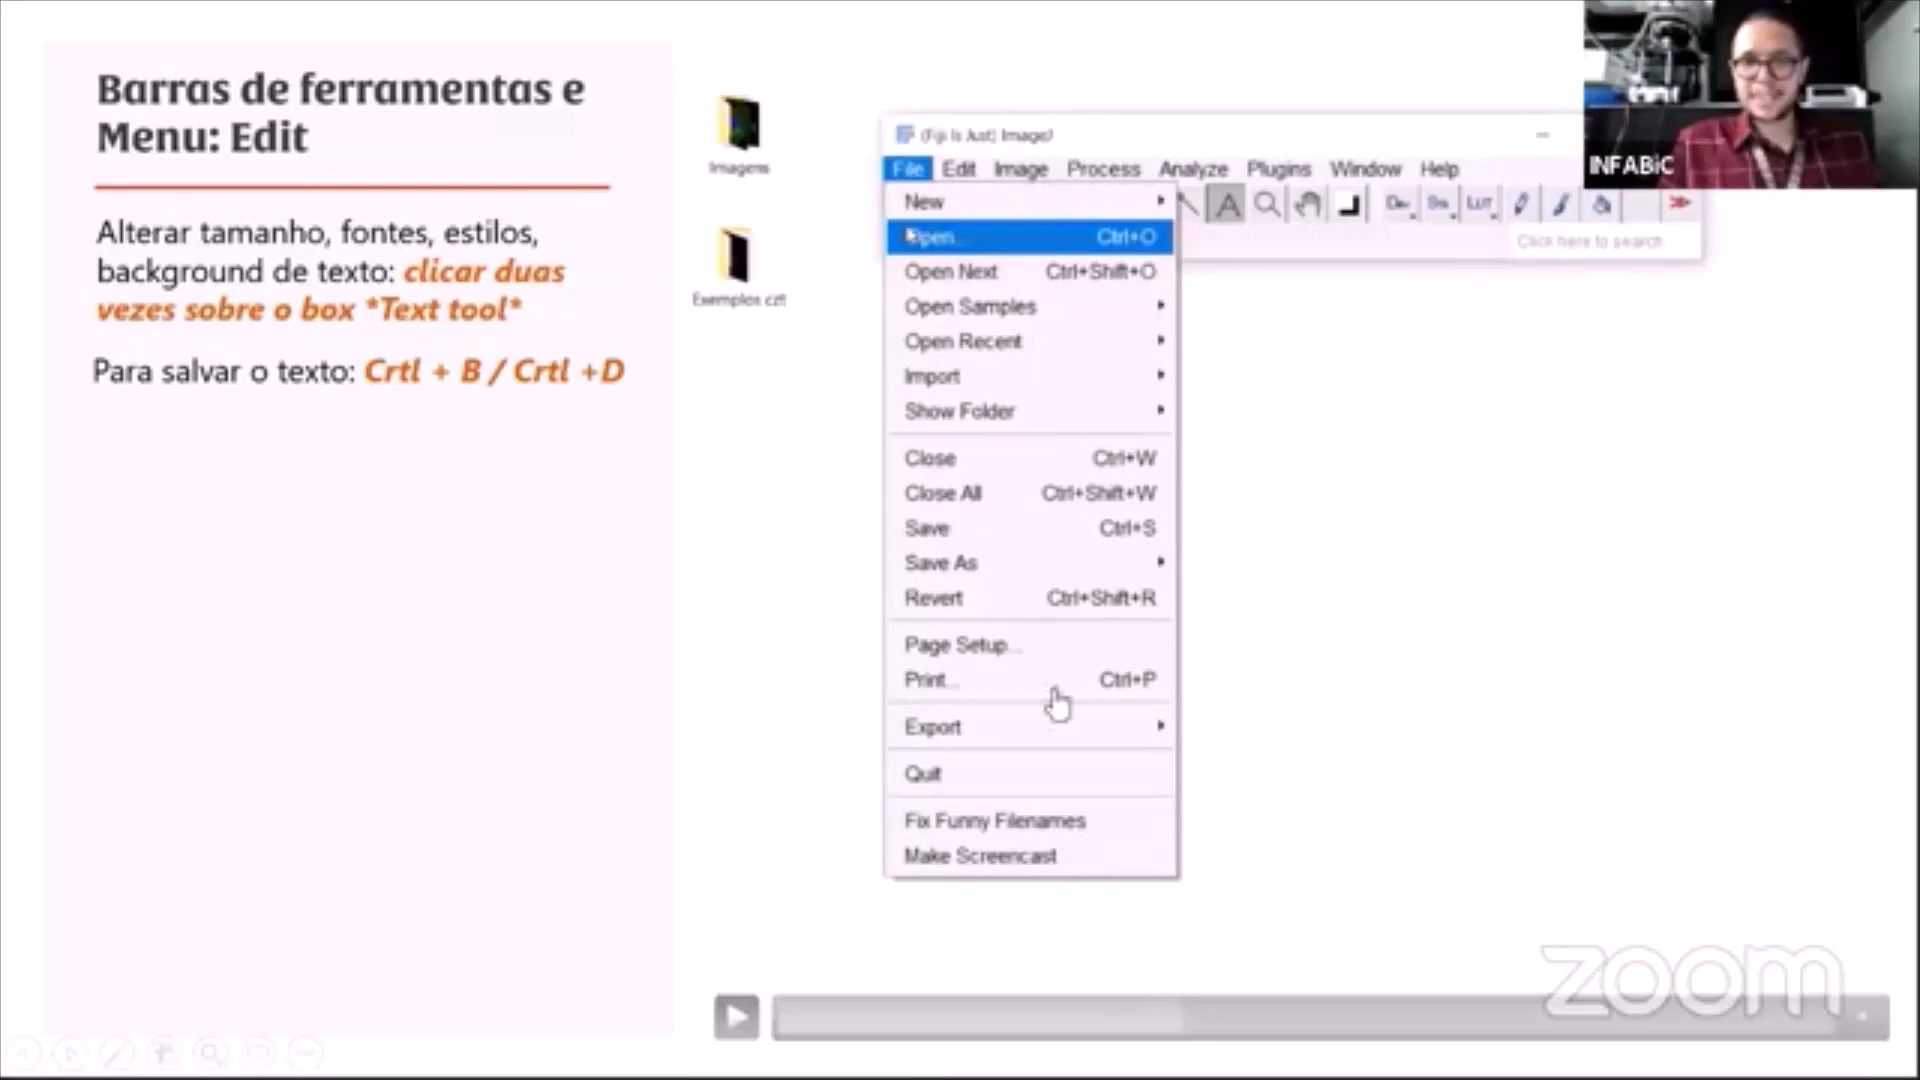 Barras de ferramentas e
Menu: Edit
Alterar tamanho, fontes, estilos,
background de texto: clicar duas
vezes sobre o box *Text tool*
Para salvar o texto: Crtl + B / Crtl +D
Imagens
Exemplos czt
(Fiji Is Just) ImageJ
File Edit Image Process Analyze Plugins Window Help
Dev Stk LUT
Click here to search
New
Open... Ctrl+O
Open Next Ctrl+Shift+O
Open Samples
Open Recent
Import
Show Folder
Close Ctrl+W
Close All Ctrl+Shift+W
Save Ctrl+S
Save As
Revert Ctrl+Shift+R
Page Setup...
Print... Ctrl+P
Export
Quit
Fix Funny Filenames
Make Screencast
INFABiC
zoom